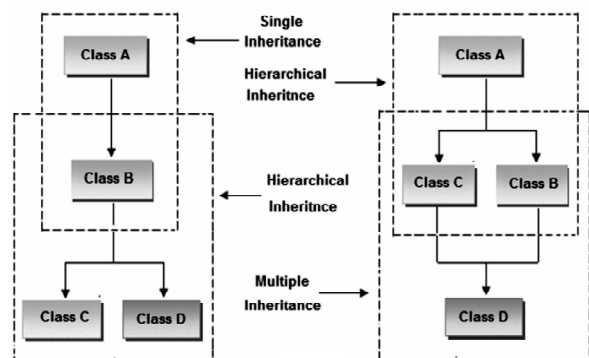 Single
Inheritance
Class A
Class A
Hierarchical
Inheritnce
Class B
Hierarchical
Inheritnce
Class C
Class B
Multiple
Inheritance
Class C
Class D
Class D